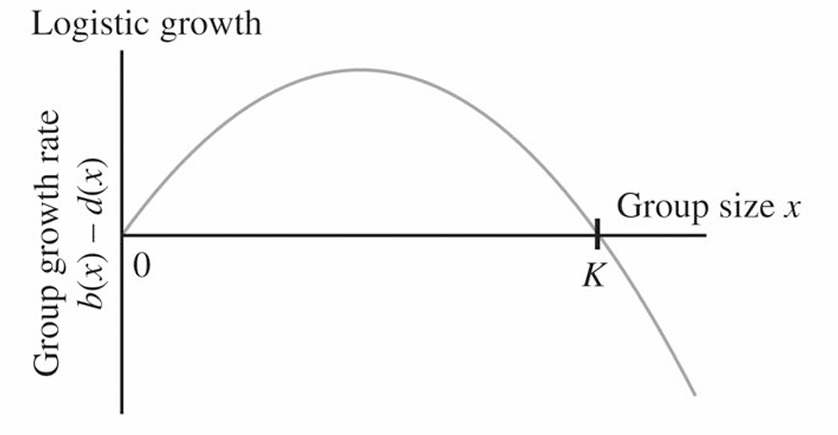 Logistic growth
Group growth rate
b(x) – d(x)
Group size x
0
K